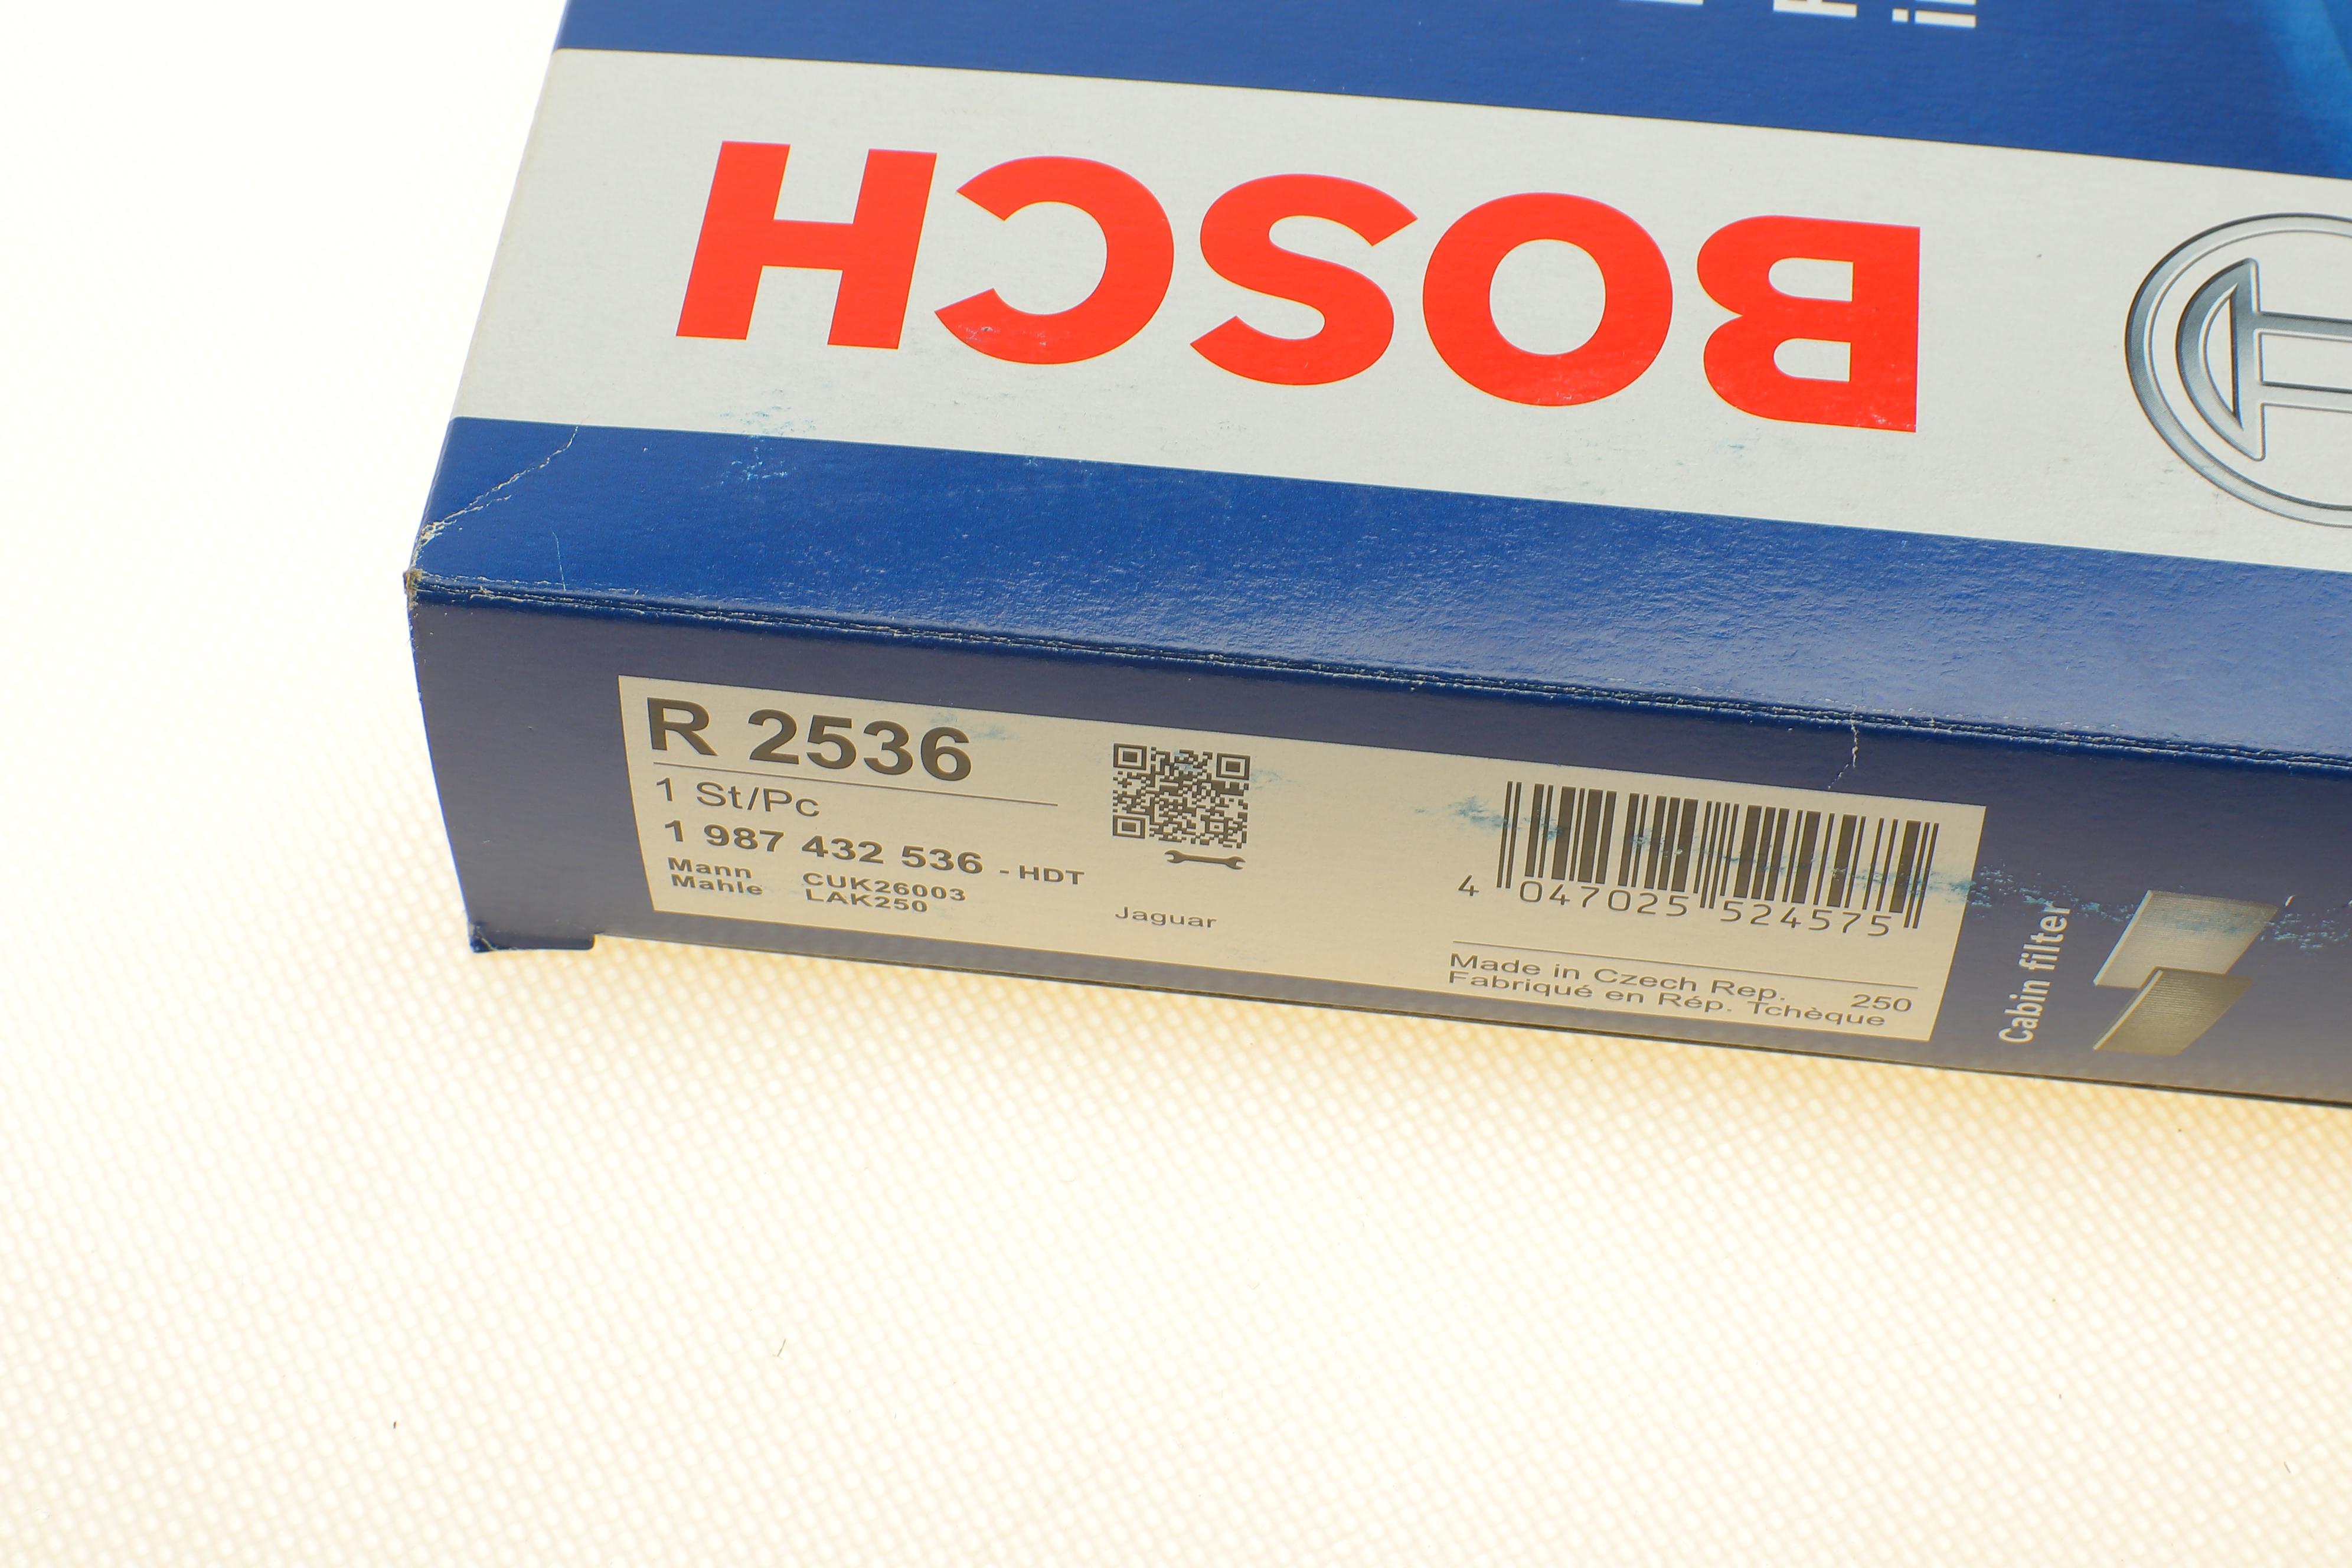 BOSCH
R 2536
1 St/Pc
1 987 432 536 - HDT
Mann CUK26003
Mahle LAK250
Jaguar
4 047025 524575
Made in Czech Rep. 250
Fabriqué en Rép. Tchèque
Cabin filter